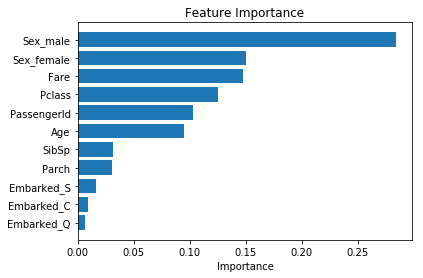 Feature Importance
Sex_male
Sex_female
Fare
Pclass
PassengerId
Age
SibSp
Parch
Embarked_S
Embarked_C
Embarked_Q
0.00 0.05 0.10 0.15 0.20 0.25
Importance